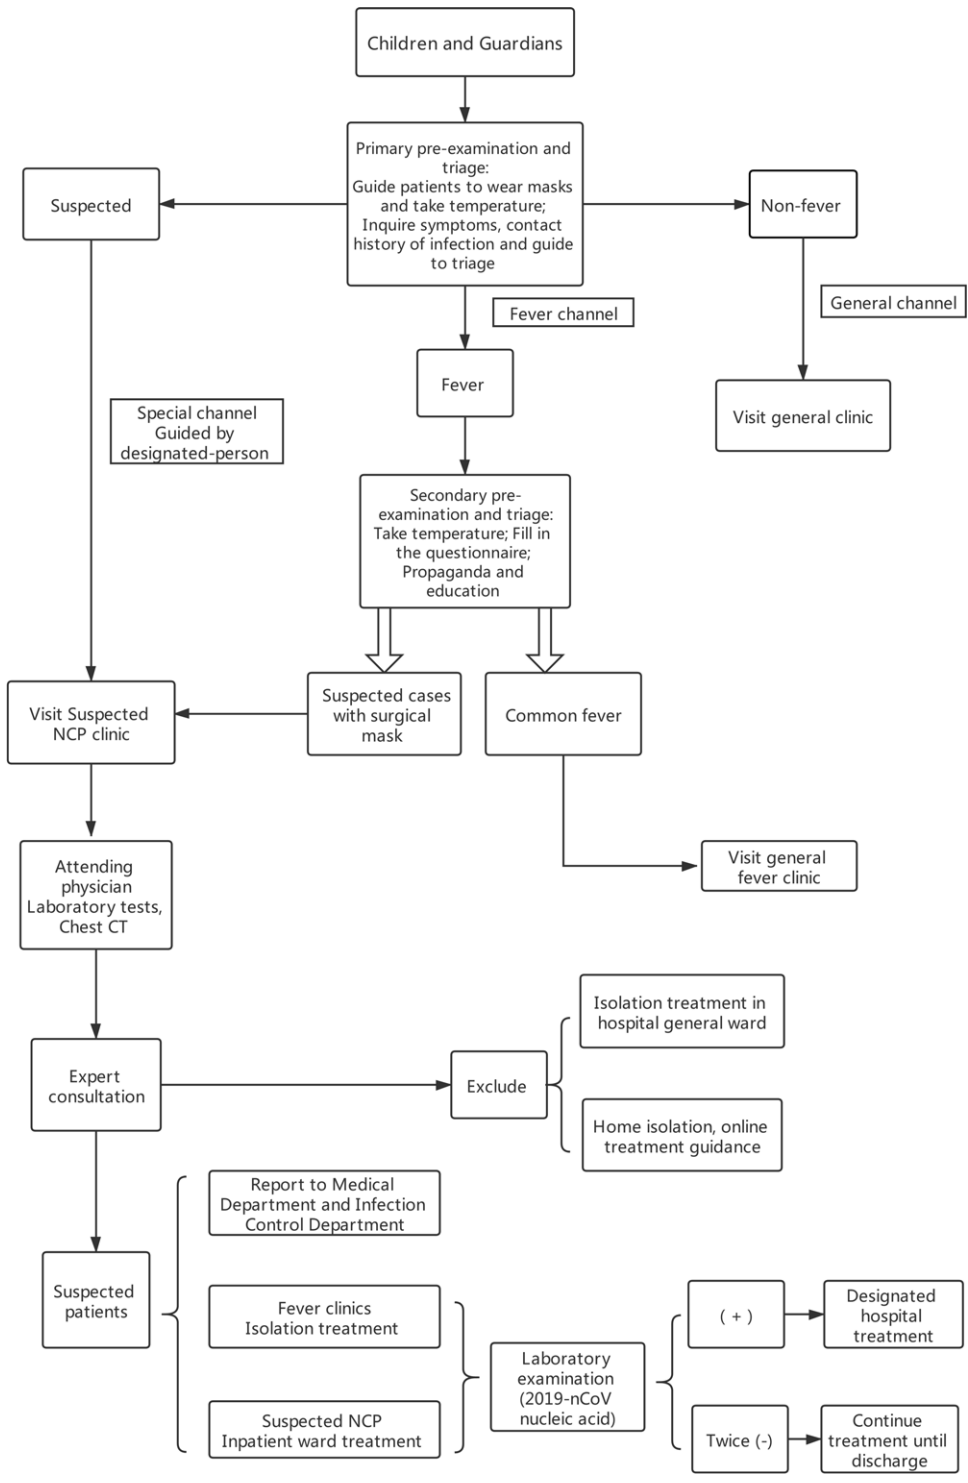 Children and Guardians
Primary pre-examination and
triage:
Guide patients to wear masks
and take temperature;
Inquire symptoms, contact
history of infection and guide
to triage
Suspected
Non-fever
Fever channel
General channel
Fever
Visit general clinic
Special channel
Guided by
designated-person
Secondary pre-
examination and triage:
Take temperature; Fill in
the questionnaire;
Propaganda and
education
Visit Suspected
NCP clinic
Suspected cases
with surgical
mask
Common fever
Visit general
fever clinic
Attending
physician
Laboratory tests,
Chest CT
Expert
consultation
Exclude
Isolation treatment in
hospital general ward
Home isolation, online
treatment guidance
Suspected
patients
Report to Medical
Department and Infection
Control Department
Fever clinics
Isolation treatment
Suspected NCP
Inpatient ward treatment
Laboratory
examination
(2019-nCoV
nucleic acid)
( + )
Designated
hospital
treatment
Twice (-)
Continue
treatment until
discharge